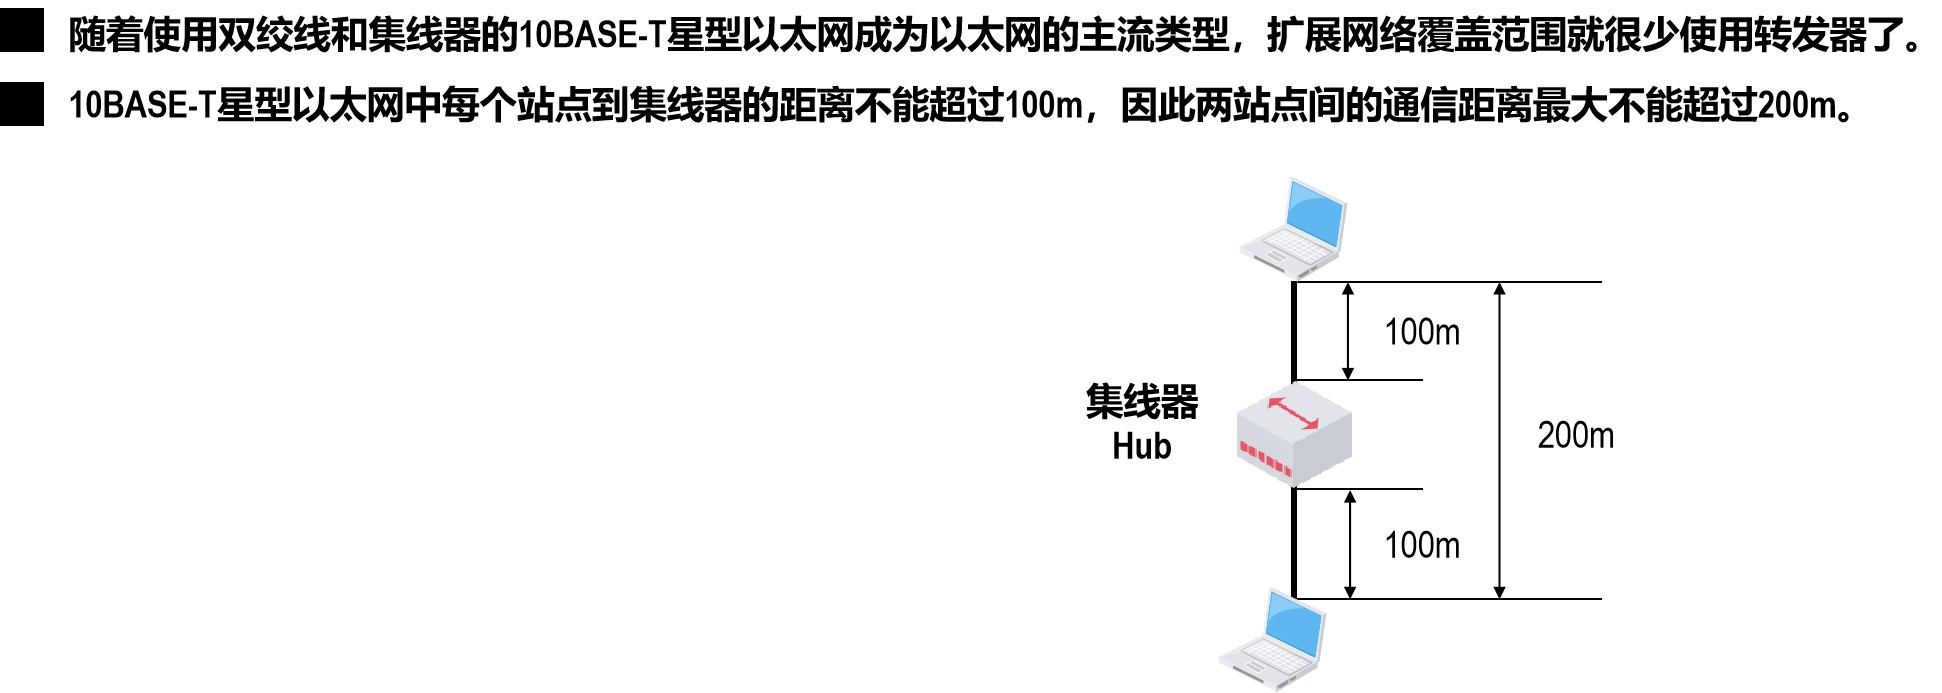 随着使用双绞线和集线器的10BASE-T星型以太网成为以太网的主流类型，扩展网络覆盖范围就很少使用转发器了。
10BASE-T星型以太网中每个站点到集线器的距离不能超过100m，因此两站点间的通信距离最大不能超过200m。
100m
集线器
Hub
200m
100m